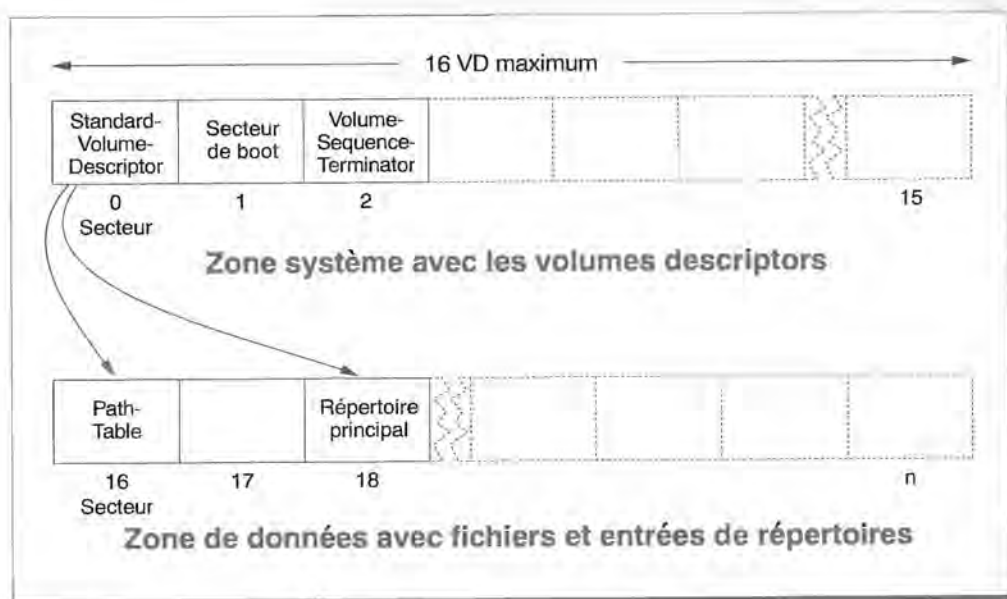 16 VD maximum
Standard-
Volume-
Descriptor
Secteur
de boot
Volume-
Sequence-
Terminator
0
1
2
15
Secteur
Zone système avec les volumes descriptors
Path-
Table
Répertoire
principal
16
17
18
n
Secteur
Zone de données avec fichiers et entrées de répertoires